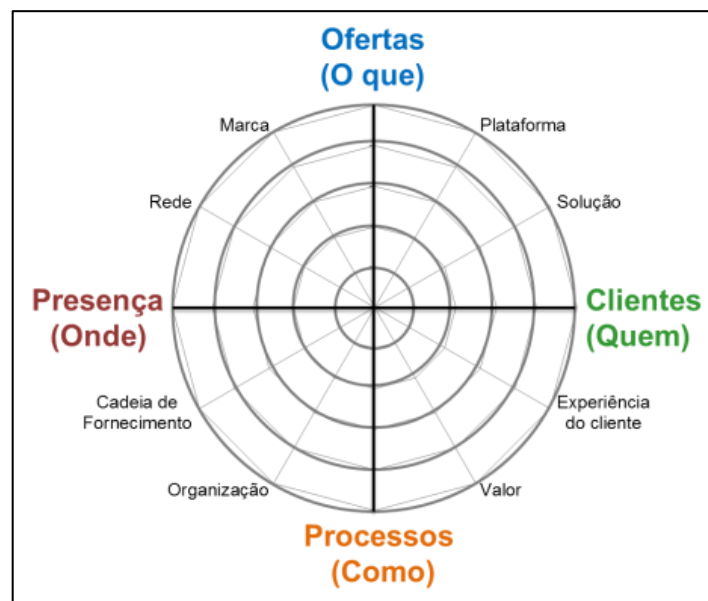 Ofertas
(O que)
Marca
Plataforma
Rede
Solução
Presença
(Onde)
Clientes
(Quem)
Cadeia de
Fornecimento
Experiência
do cliente
Organização
Valor
Processos
(Como)